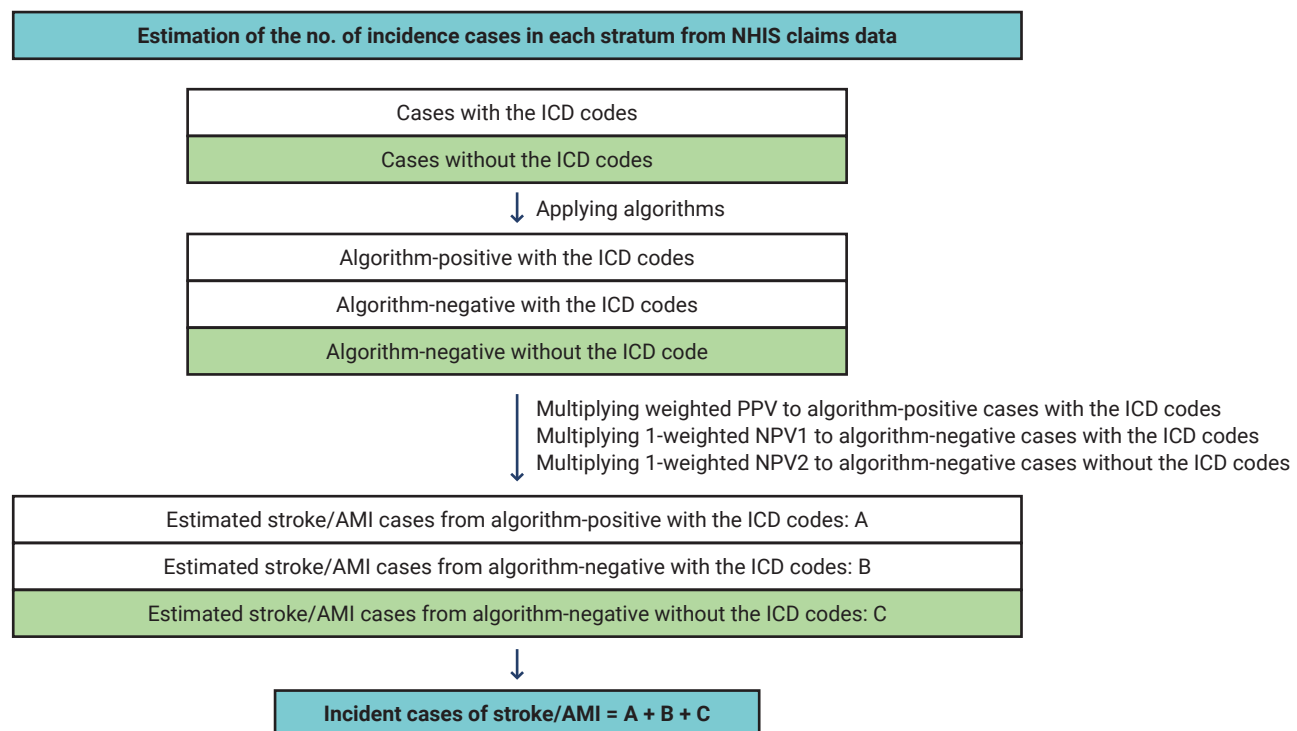 Estimation of the no. of incidence cases in each stratum from NHIS claims data
Cases with the ICD codes
Cases without the ICD codes
Applying algorithms
Algorithm-positive with the ICD codes
Algorithm-negative with the ICD codes
Algorithm-negative without the ICD code
Multiplying weighted PPV to algorithm-positive cases with the ICD codes
Multiplying 1-weighted NPV1 to algorithm-negative cases with the ICD codes
Multiplying 1-weighted NPV2 to algorithm-negative cases without the ICD codes
Estimated stroke/AMI cases from algorithm-positive with the ICD codes: A
Estimated stroke/AMI cases from algorithm-negative with the ICD codes: B
Estimated stroke/AMI cases from algorithm-negative without the ICD codes: C
Incident cases of stroke/AMI = A + B + C